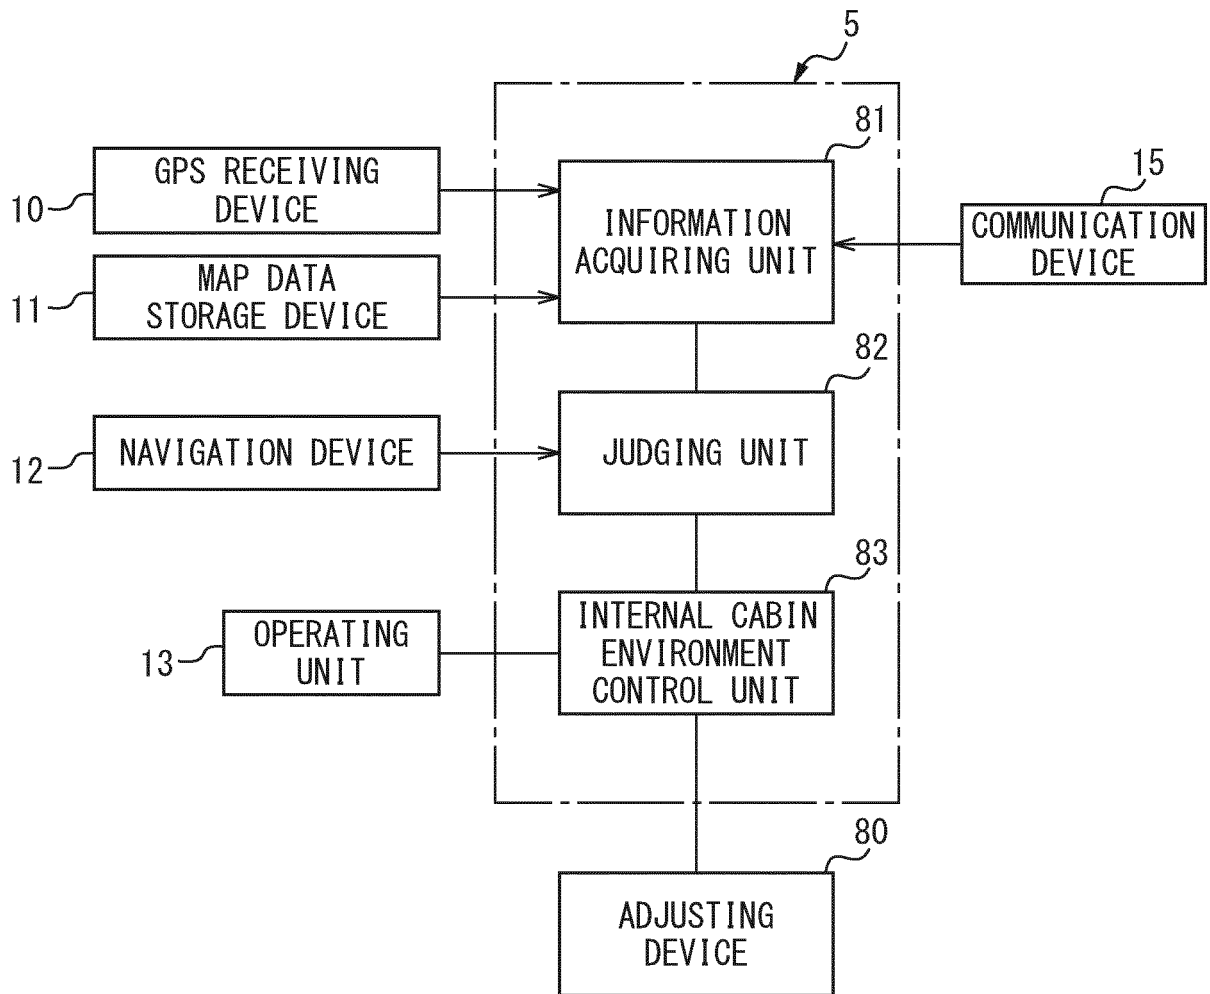 5
81
GPS RECEIVING
DEVICE
10
INFORMATION
ACQUIRING UNIT
15
COMMUNICATION
DEVICE
MAP DATA
STORAGE DEVICE
11
82
NAVIGATION DEVICE
12
JUDGING UNIT
83
OPERATING
UNIT
13
INTERNAL CABIN
ENVIRONMENT
CONTROL UNIT
80
ADJUSTING
DEVICE